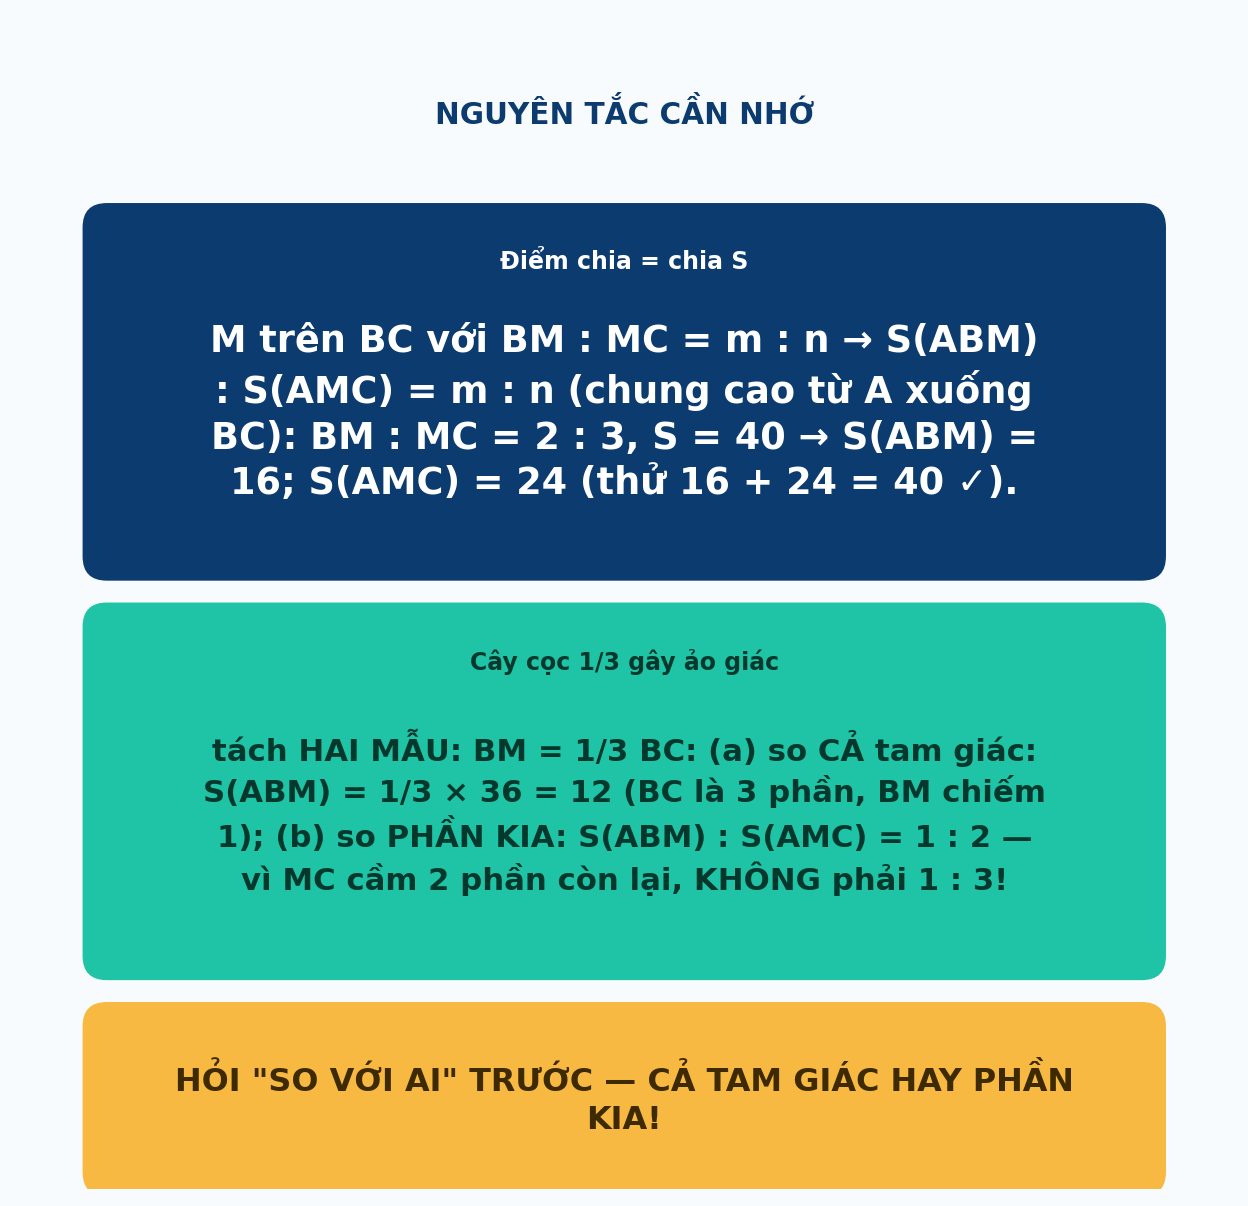 NGUYÊN TẮC CẦN NHỚ
Điểm chia = chia S
M trên BC với BM : MC = m : n → S(ABM)
: S(AMC) = m : n (chung cao từ A xuống
BC): BM : MC = 2 : 3, S = 40 → S(ABM) =
16; S(AMC) = 24 (thử 16 + 24 = 40 ✓).
Cây cọc 1/3 gây ảo giác
tách HAI MẪU: BM = 1/3 BC: (a) so CẢ tam giác:
S(ABM) = 1/3 × 36 = 12 (BC là 3 phần, BM chiếm
1); (b) so PHẦN KIA: S(ABM) : S(AMC) = 1 : 2 —
vì MC cầm 2 phần còn lại, KHÔNG phải 1 : 3!
HỎI "SO VỚI AI" TRƯỚC — CẢ TAM GIÁC HAY PHẦN
KIA!